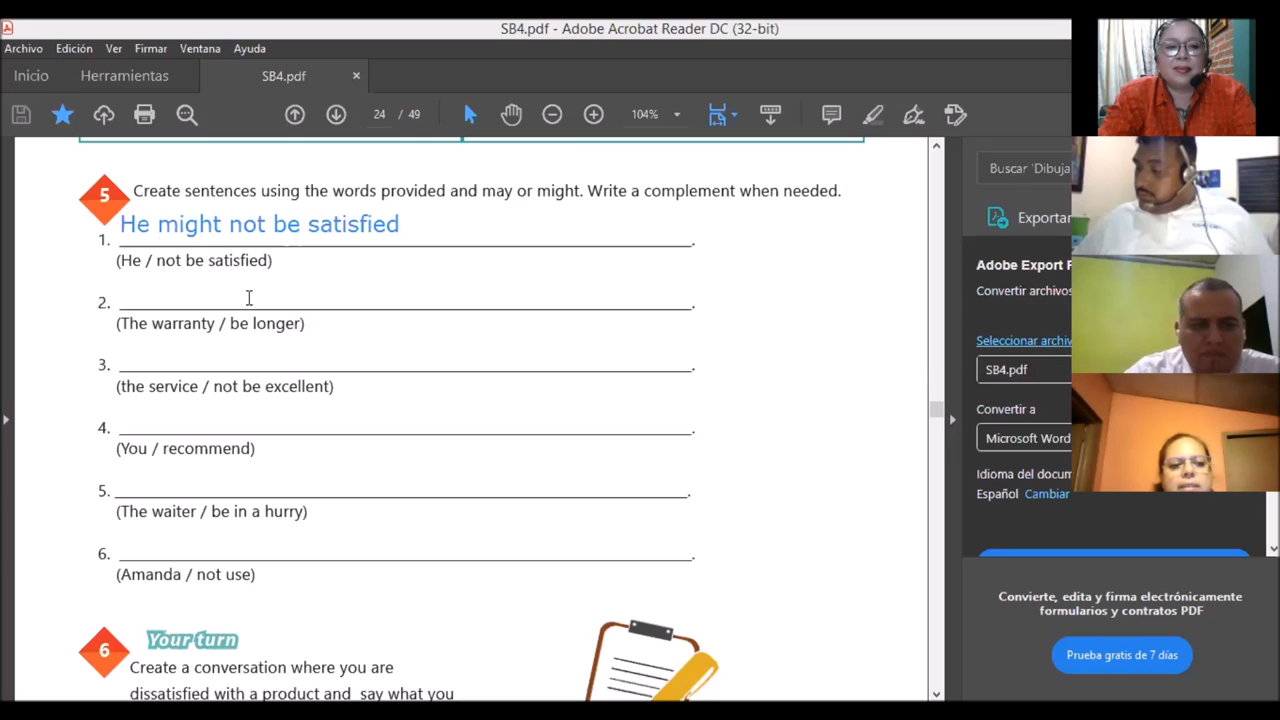 SB4.pdf - Adobe Acrobat Reader DC (32-bit)
Archivo Edición Ver Firmar Ventana Ayuda
Inicio Herramientas SB4.pdf ×
24 / 49 104%
5 Create sentences using the words provided and may or might. Write a complement when needed.
He might not be satisfied
1. .
(He / not be satisfied)
2. .
(The warranty / be longer)
3. .
(the service / not be excellent)
4. .
(You / recommend)
5. .
(The waiter / be in a hurry)
6. .
(Amanda / not use)
6 Your turn
Create a conversation where you are
dissatisfied with a product and say what you
Buscar 'Dibuja
Exportar
Adobe Export
Convertir archivos
Seleccionar archiv
SB4.pdf
Convertir a
Microsoft Word
Idioma del docum
Español Cambiar
Convierte, edita y firma electrónicamente
formularios y contratos PDF
Prueba gratis de 7 días